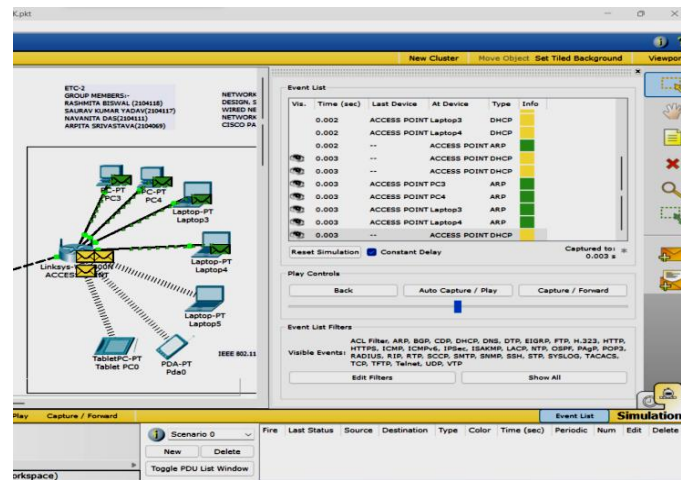 K.pkt
New Cluster Move Object Set Tiled Background Viewport
ETC-2
GROUP MEMBERS:-
RASHMITA BISWAL (2104118)
SAURAV KUMAR YADAV(2104117)
NAVANITA DAS(2104111)
ARPITA SRIVASTAVA(2104069)
NETWORK
DESIGN, S
WIRED NE
NETWORK
CISCO PA
PC-PT
PC3
PC-PT
PC4
Laptop-PT
Laptop3
Laptop-PT
Laptop4
Linksys-
00N
ACCESS
NT
Laptop-PT
Laptop5
TabletPC-PT
Tablet PC0
PDA-PT
Pda0
IEEE 802.11
Event List
Vis. Time (sec) Last Device At Device Type Info
0.002 ACCESS POINT Laptop3 DHCP
0.002 ACCESS POINT Laptop4 DHCP
0.002 -- ACCESS POINT ARP
0.003 -- ACCESS POINT DHCP
0.003 ACCESS POINT PC3 ARP
0.003 ACCESS POINT PC4 ARP
0.003 ACCESS POINT Laptop3 ARP
0.003 ACCESS POINT Laptop4 ARP
0.003 -- ACCESS POINT DHCP
Reset Simulation Constant Delay Captured to:
0.003 s
Play Controls
Back Auto Capture / Play Capture / Forward
Event List Filters
Visible Events: ACL Filter, ARP, BGP, CDP, DHCP, DNS, DTP, EIGRP, FTP, H.323, HTTP,
HTTPS, ICMP, ICMPv6, IPSec, ISAKMP, LACP, NTP, OSPF, PAgP, POP3,
RADIUS, RIP, RTP, SCCP, SMTP, SNMP, SSH, STP, SYSLOG, TACACS,
TCP, TFTP, Telnet, UDP, VTP
Edit Filters Show All
Play Capture / Forward Event List Simulation
Scenario 0 Fire Last Status Source Destination Type Color Time (sec) Periodic Num Edit Delete
New Delete
Toggle PDU List Window
orkspace)